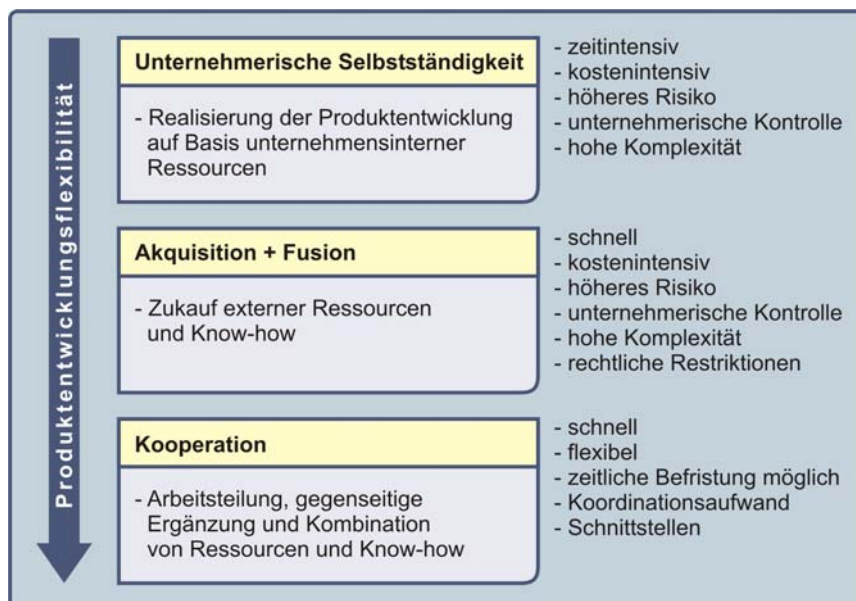 Produktentwicklungsflexibilität
Unternehmerische Selbstständigkeit
- Realisierung der Produktentwicklung
auf Basis unternehmensinterner
Ressourcen
- zeitintensiv
- kostenintensiv
- höheres Risiko
- unternehmerische Kontrolle
- hohe Komplexität
Akquisition + Fusion
- Zukauf externer Ressourcen
und Know-how
- schnell
- kostenintensiv
- höheres Risiko
- unternehmerische Kontrolle
- hohe Komplexität
- rechtliche Restriktionen
Kooperation
- Arbeitsteilung, gegenseitige
Ergänzung und Kombination
von Ressourcen und Know-how
- schnell
- flexibel
- zeitliche Befristung möglich
- Koordinationsaufwand
- Schnittstellen